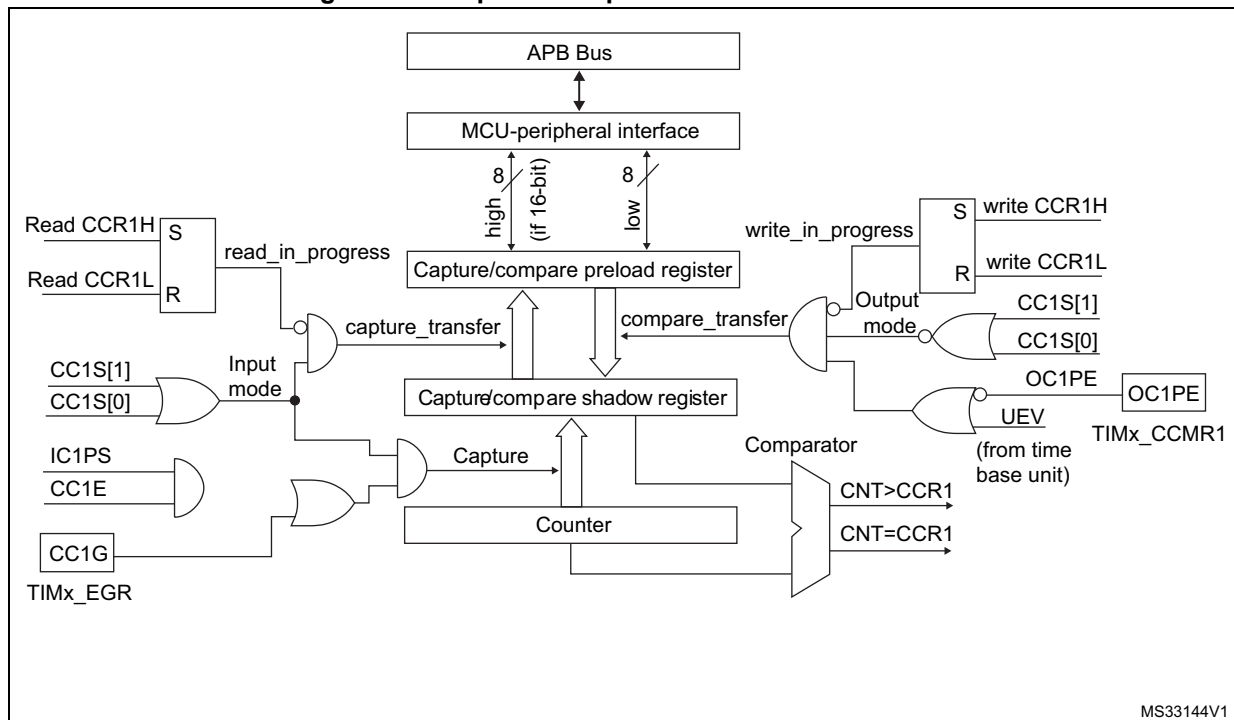 APB Bus
MCU-peripheral interface
8
high
(if 16-bit)
8
low
Read CCR1H
S
read_in_progress
Read CCR1L
R
write_in_progress
S
write CCR1H
R
write CCR1L
Capture/compare preload register
CC1S[1]
Output
mode
CC1S[0]
capture_transfer
compare_transfer
CC1S[1]
Input
mode
CC1S[0]
Capture/compare shadow register
OC1PE
OC1PE
UEV
TIMx_CCMR1
(from time
base unit)
IC1PS
CC1E
Capture
Comparator
CNT>CCR1
Counter
CNT=CCR1
CC1G
TIMx_EGR
MS33144V1